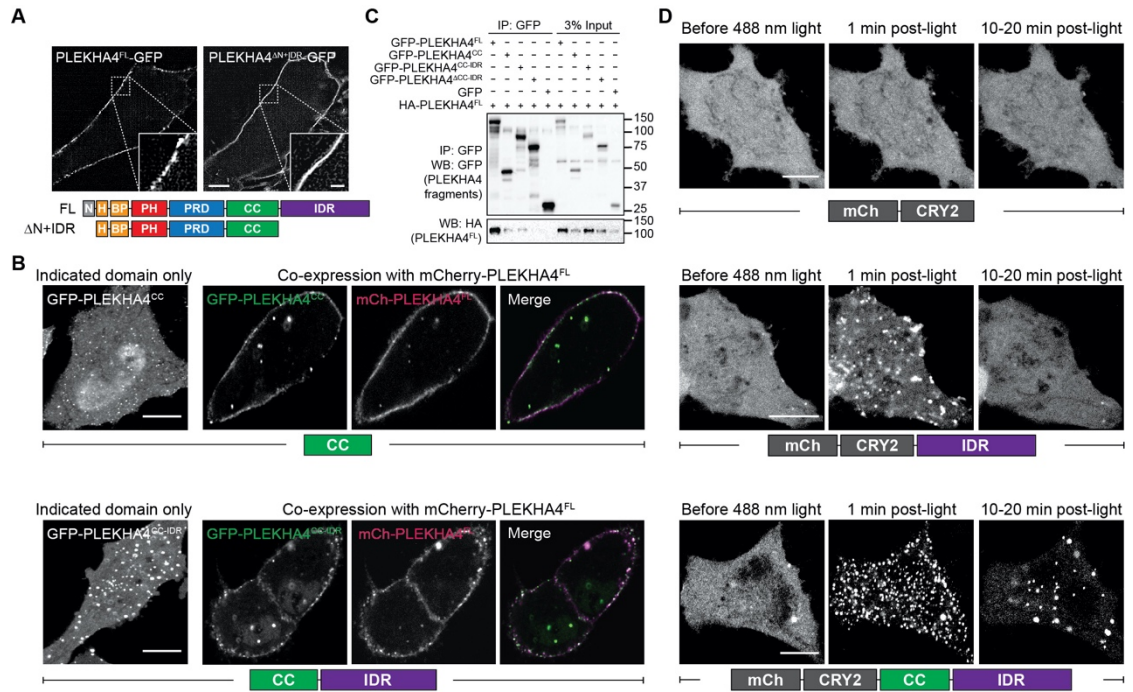 A
PLEKHA4FL-GFP
PLEKHA4ΔN+IDR-GFP
FL N H BP PH PRD CC IDR
ΔN+IDR H BP PH PRD CC
B
Indicated domain only
Co-expression with mCherry-PLEKHA4FL
GFP-PLEKHA4CC
GFP-PLEKHA4CC
mCh-PLEKHA4FL
Merge
CC
Indicated domain only
Co-expression with mCherry-PLEKHA4FL
GFP-PLEKHA4CC-IDR
GFP-PLEKHA4CC-IDR
mCh-PLEKHA4FL
Merge
CC IDR
C
IP: GFP 3% Input
GFP-PLEKHA4FL + +
GFP-PLEKHA4CC + +
GFP-PLEKHA4CC-IDR + +
GFP-PLEKHA4ΔCC-IDR + +
GFP + +
HA-PLEKHA4FL + + + + + + + + + +
150
100
75
50
37
25
IP: GFP
WB: GFP
(PLEKHA4
fragments)
WB: HA
(PLEKHA4FL)
150
100
D
Before 488 nm light 1 min post-light 10-20 min post-light
mCh CRY2
Before 488 nm light 1 min post-light 10-20 min post-light
mCh CRY2 IDR
Before 488 nm light 1 min post-light 10-20 min post-light
mCh CRY2 CC IDR